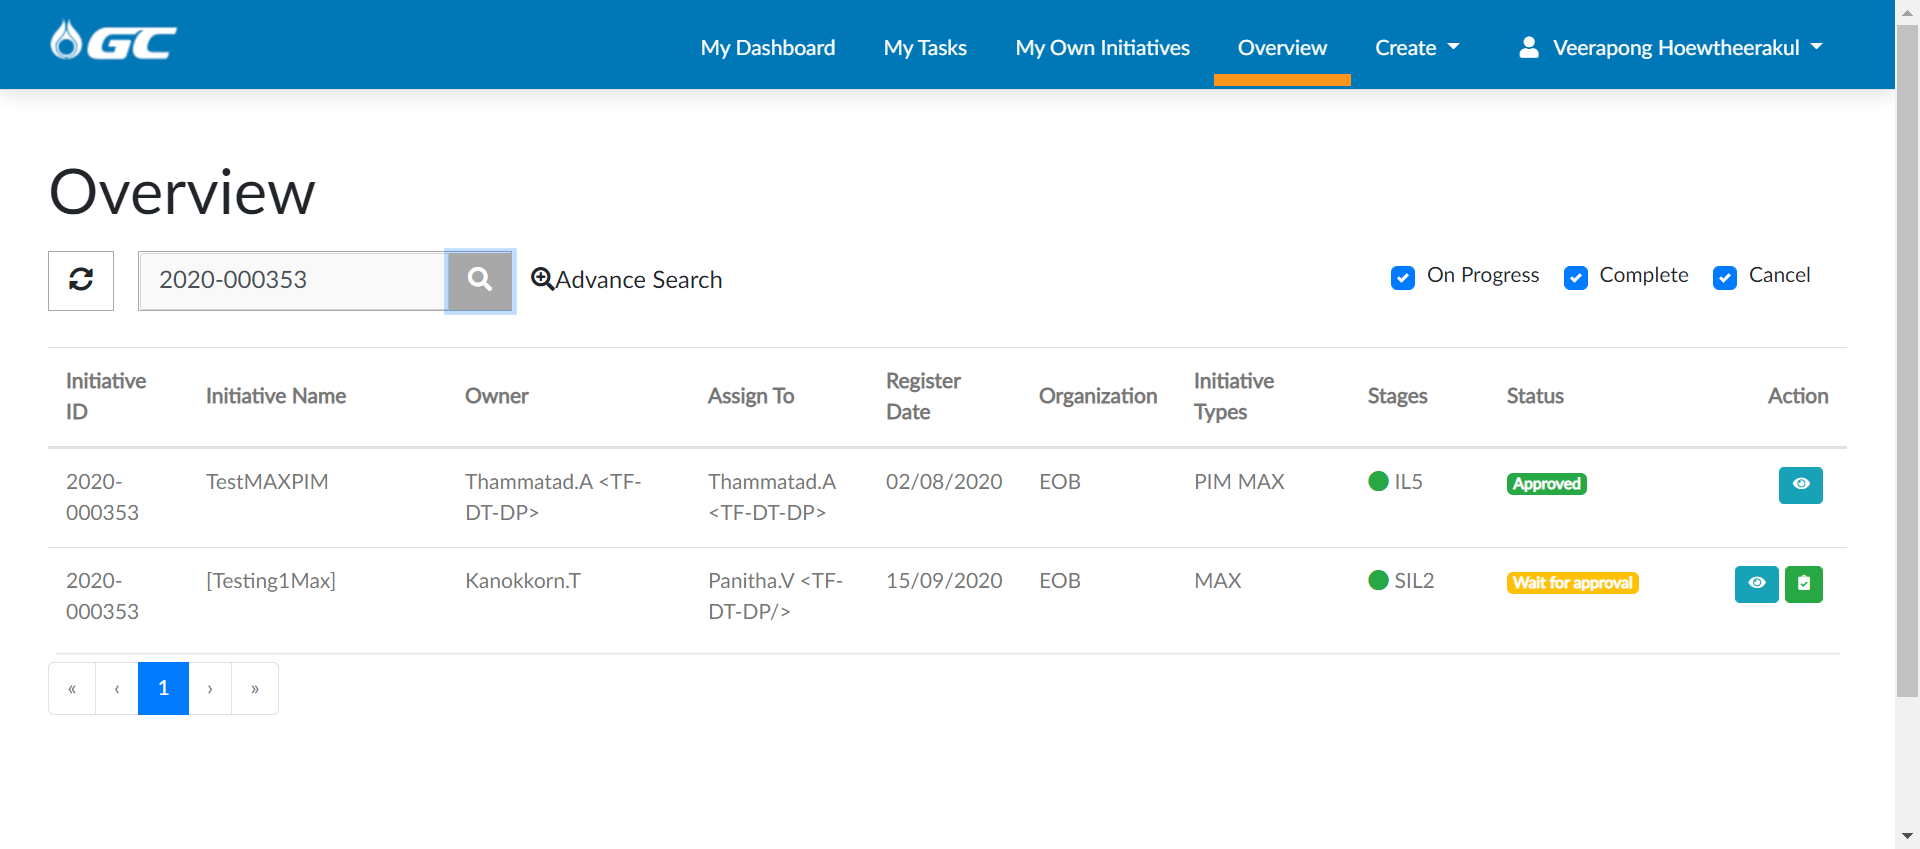 GC
My Dashboard My Tasks My Own Initiatives Overview Create Veerapong Hoewtheerakul
Overview
2020-000353 Advance Search On Progress Complete Cancel
Initiative ID Initiative Name Owner Assign To Register Date Organization Initiative Types Stages Status Action
2020- TestMAXPIM Thammatad.A <TF- Thammatad.A 02/08/2020 EOB PIM MAX IL5 Approved
000353 DT-DP> <TF-DT-DP>
2020- [Testing1Max] Kanokkorn.T Panitha.V <TF- 15/09/2020 EOB MAX SIL2 Wait for approval
000353 DT-DP/>
« ‹ 1 › »